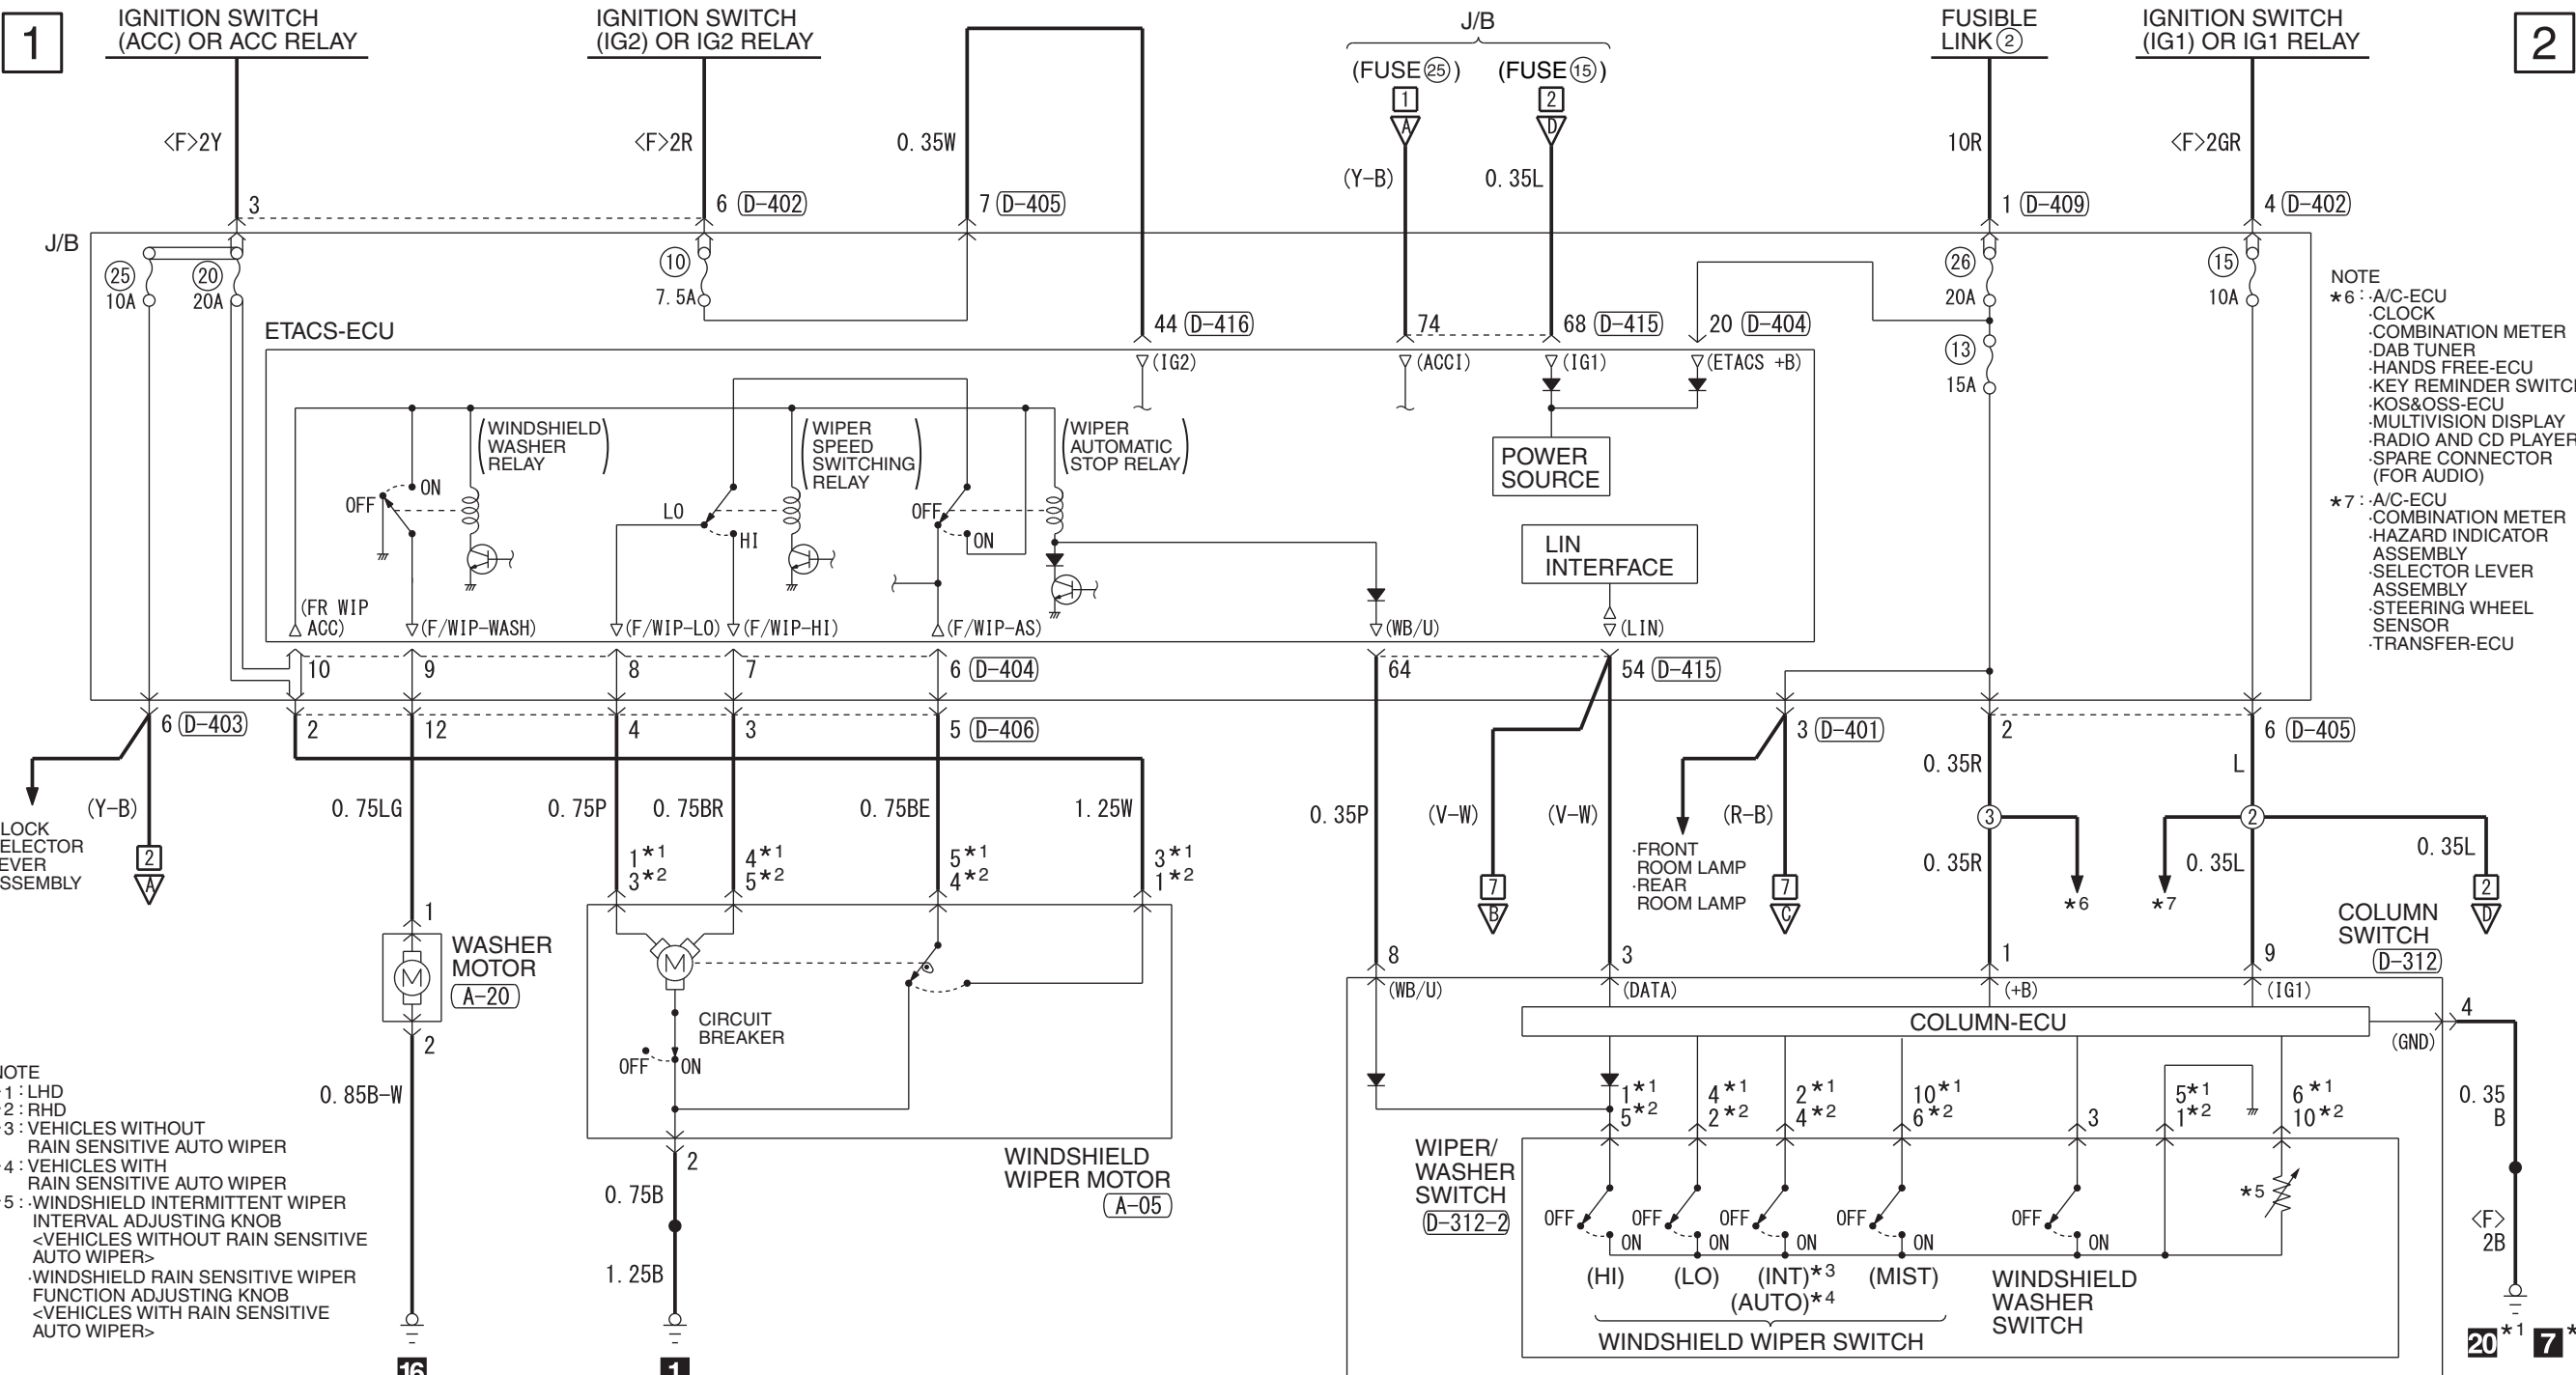 1
IGNITION SWITCH
(ACC) OR ACC RELAY
IGNITION SWITCH
(IG2) OR IG2 RELAY
J/B
(FUSE 25)
(FUSE 15)
FUSIBLE
LINK 2
IGNITION SWITCH
(IG1) OR IG1 RELAY
2
1
A
2
D
<F>2Y
<F>2R
0.35W
(Y-B)
0.35L
10R
<F>2GR
3
6 (D-402)
7 (D-405)
1 (D-409)
4 (D-402)
J/B
25
10A
20
20A
10
7.5A
26
20A
13
15A
15
10A
ETACS-ECU
44 (D-416)
74
68 (D-415)
20 (D-404)
(IG2)
(ACCI)
(IG1)
(ETACS +B)
(WINDSHIELD
WASHER
RELAY)
(WIPER
SPEED
SWITCHING
RELAY)
(WIPER
AUTOMATIC
STOP RELAY)
POWER
SOURCE
LIN
INTERFACE
OFF
ON
LO
HI
OFF
ON
(FR WIP
ACC)
(F/WIP-WASH)
(F/WIP-LO)
(F/WIP-HI)
(F/WIP-AS)
(WB/U)
(LIN)
10
9
8
7
6 (D-404)
64
54 (D-415)
6 (D-403)
2
12
4
3
5 (D-406)
3 (D-401)
2
6 (D-405)
NOTE
*6:·A/C-ECU
·CLOCK
·COMBINATION METER
·DAB TUNER
·HANDS FREE-ECU
·KEY REMINDER SWITCH
·KOS&OSS-ECU
·MULTIVISION DISPLAY
·RADIO AND CD PLAYER
·SPARE CONNECTOR
(FOR AUDIO)
*7:·A/C-ECU
·COMBINATION METER
·HAZARD INDICATOR
ASSEMBLY
·SELECTOR LEVER
ASSEMBLY
·STEERING WHEEL
SENSOR
·TRANSFER-ECU
(Y-B)
0.75LG
0.75P
0.75BR
0.75BE
1.25W
0.35P
(V-W)
(V-W)
(R-B)
0.35R
L
3
2
LOCK
ELECTOR
EVER
SSEMBLY
2
A
1*1
3*2
4*1
5*2
5*1
4*2
3*1
1*2
7
B
·FRONT
ROOM LAMP
·REAR
ROOM LAMP
7
C
0.35R
*6
*7
0.35L
0.35L
2
D
1
WASHER
MOTOR
(A-20)
2
M
M
CIRCUIT
BREAKER
OFF
ON
WINDSHIELD
WIPER MOTOR
(A-05)
2
0.75B
1.25B
1
0.85B-W
16
NOTE
1:LHD
2:RHD
3:VEHICLES WITHOUT
RAIN SENSITIVE AUTO WIPER
4:VEHICLES WITH
RAIN SENSITIVE AUTO WIPER
5:·WINDSHIELD INTERMITTENT WIPER
INTERVAL ADJUSTING KNOB
<VEHICLES WITHOUT RAIN SENSITIVE
AUTO WIPER>
·WINDSHIELD RAIN SENSITIVE WIPER
FUNCTION ADJUSTING KNOB
<VEHICLES WITH RAIN SENSITIVE
AUTO WIPER>
8
3
1
9
COLUMN
SWITCH
(D-312)
(WB/U)
(DATA)
(+B)
(IG1)
COLUMN-ECU
4
(GND)
1*1
5*2
4*1
2*2
2*1
4*2
10*1
6*2
3
5*1
1*2
6*1
10*2
0.35
B
WIPER/
WASHER
SWITCH
(D-312-2)
OFF
ON
OFF
ON
OFF
ON
OFF
ON
OFF
ON
*5
(HI)
(LO)
(INT)*3
(AUTO)*4
(MIST)
WINDSHIELD
WASHER
SWITCH
WINDSHIELD WIPER SWITCH
<F>
2B
20 *1 7 *